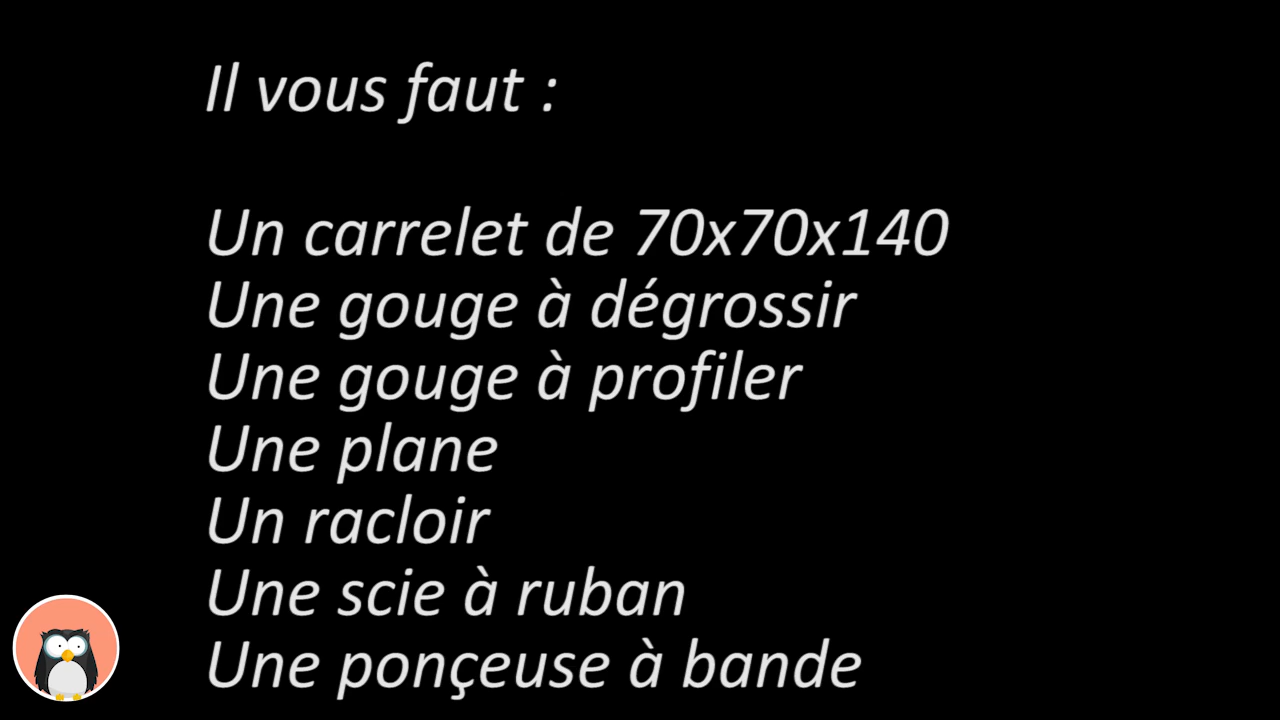 Il vous faut :
Un carrelet de 70x70x140
Une gouge à dégrossir
Une gouge à profiler
Une plane
Un racloir
Une scie à ruban
Une ponçeuse à bande